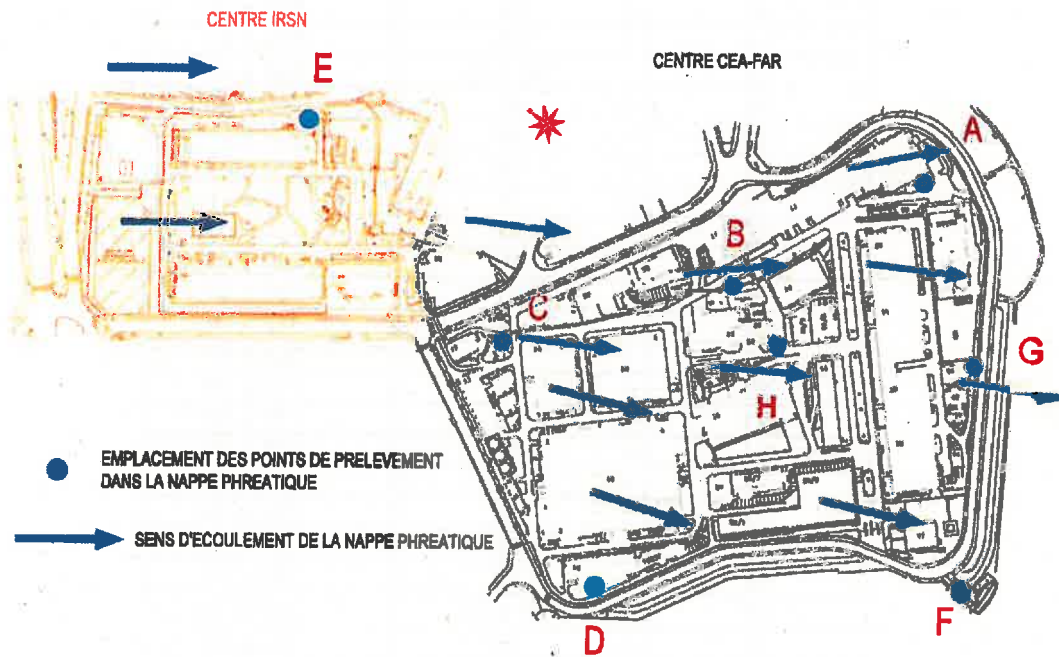 CENTRE IRSN
E
CENTRE CEA-FAR
A
B
C
G
H
EMPLACEMENT DES POINTS DE PRELEVEMENT
DANS LA NAPPE PHREATIQUE
SENS D'ECOULEMENT DE LA NAPPE PHREATIQUE
F
D